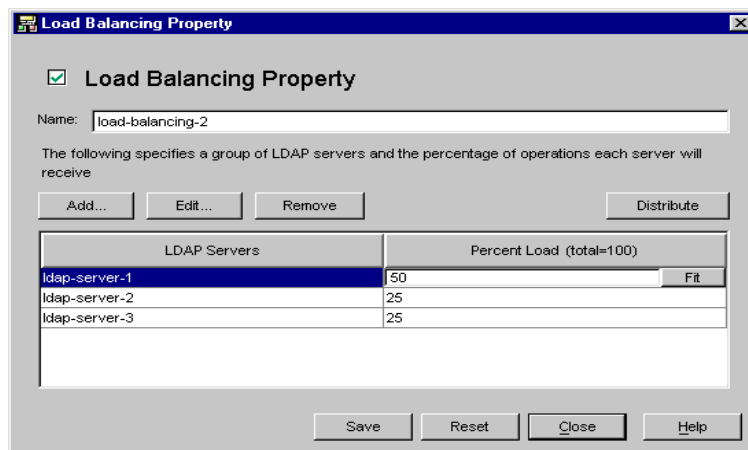 Load Balancing Property
Load Balancing Property
Name: load-balancing-2
The following specifies a group of LDAP servers and the percentage of operations each server will
receive
Add... Edit... Remove Distribute
LDAP Servers Percent Load (total=100)
ldap-server-1 50 Fit
ldap-server-2 25
ldap-server-3 25
Save Reset Close Help